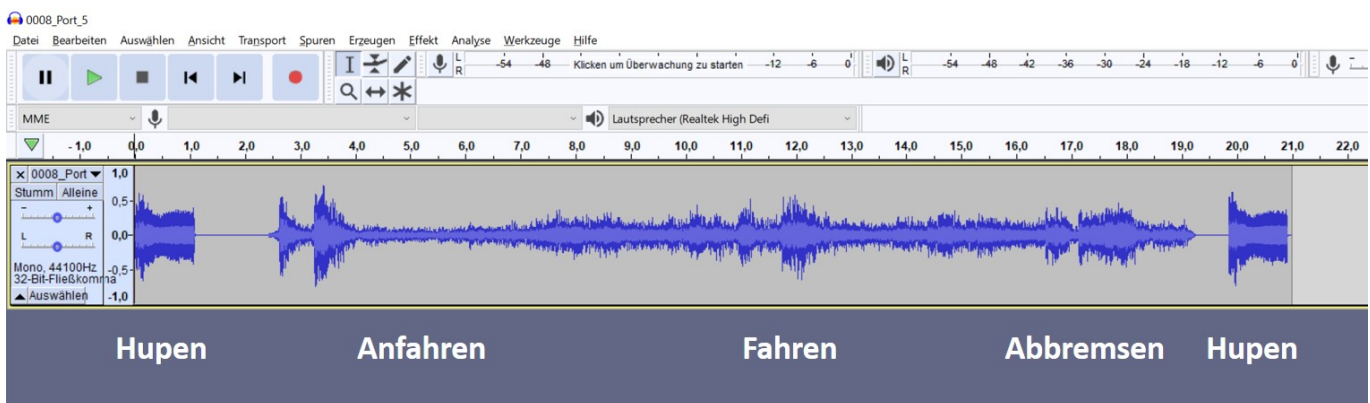 0008_Port_5
Datei Bearbeiten Auswählen Ansicht Transport Spuren Erzeugen Effekt Analyse Werkzeuge Hilfe
L R -54 -48 Klicken um Überwachung zu starten -12 -6 0 L R -54 -48 -42 -36 -30 -24 -18 -12 -6 0
MME Lautsprecher (Realtek High Defi
- 1,0 0,0 1,0 2,0 3,0 4,0 5,0 6,0 7,0 8,0 9,0 10,0 11,0 12,0 13,0 14,0 15,0 16,0 17,0 18,0 19,0 20,0 21,0 22,0
x 0008_Port 1,0
Stumm Alleine
- + 0,5-
L R 0,0-
Mono, 44100Hz -0,5-
32-Bit-Fließkomma
Auswählen -1,0
Hupen Anfahren Fahren Abbremsen Hupen